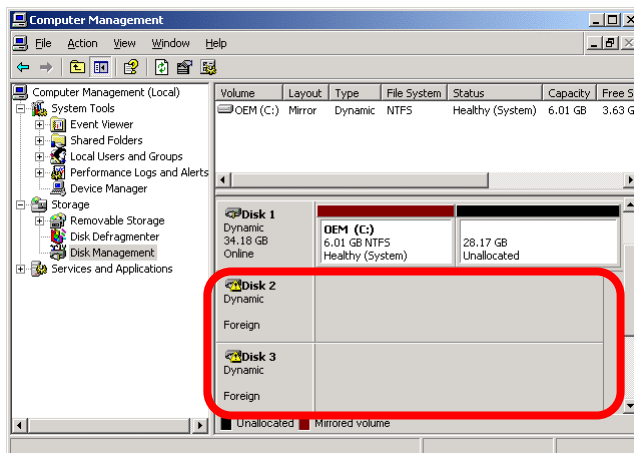 Computer Management
File Action View Window Help
Computer Management (Local)
System Tools
Event Viewer
Shared Folders
Local Users and Groups
Performance Logs and Alerts
Device Manager
Storage
Removable Storage
Disk Defragmenter
Disk Management
Services and Applications
Volume Layout Type File System Status Capacity Free S
OEM (C:) Mirror Dynamic NTFS Healthy (System) 6.01 GB 3.63 G
Disk 1
Dynamic
34.18 GB
Online
OEM (C:)
6.01 GB NTFS
Healthy (System)
28.17 GB
Unallocated
Disk 2
Dynamic
Foreign
Disk 3
Dynamic
Foreign
Unallocated Mirrored volume